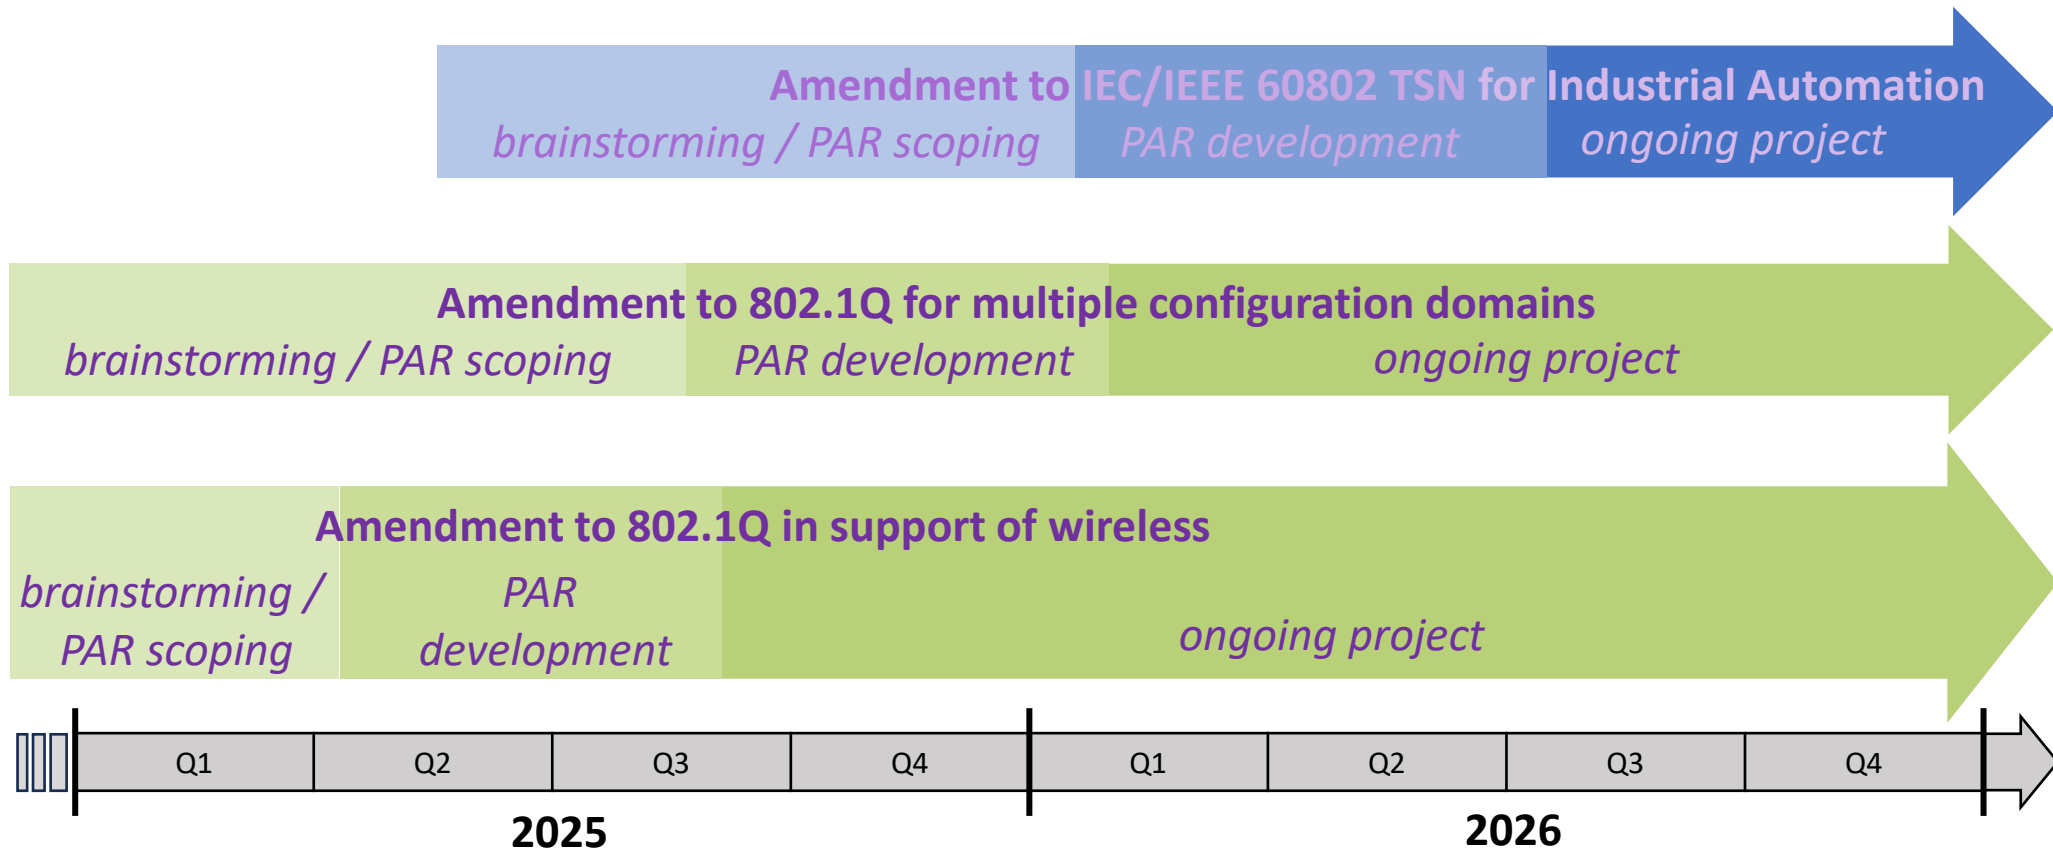 Amendment to IEC/IEEE 60802 TSN for Industrial Automation
brainstorming / PAR scoping PAR development ongoing project
Amendment to 802.1Q for multiple configuration domains
brainstorming / PAR scoping PAR development ongoing project
Amendment to 802.1Q in support of wireless
brainstorming /
PAR scoping
PAR
development
ongoing project
Q1 Q2 Q3 Q4 Q1 Q2 Q3 Q4
2025 2026